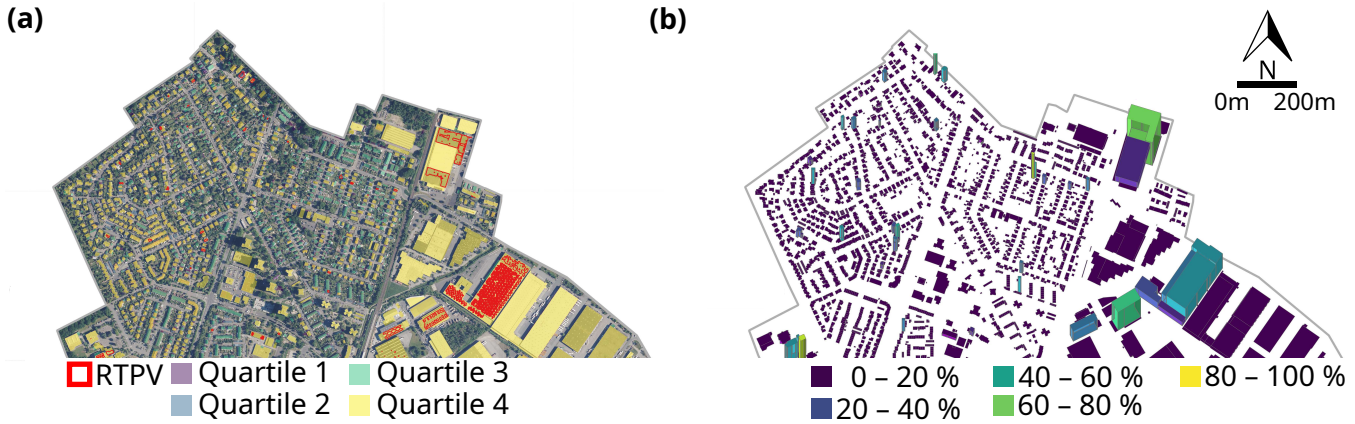 (a)
(b)
N
0m 200m
RTPV Quartile 1 Quartile 3
Quartile 2 Quartile 4
0 – 20 % 40 – 60 % 80 – 100 %
20 – 40 % 60 – 80 %